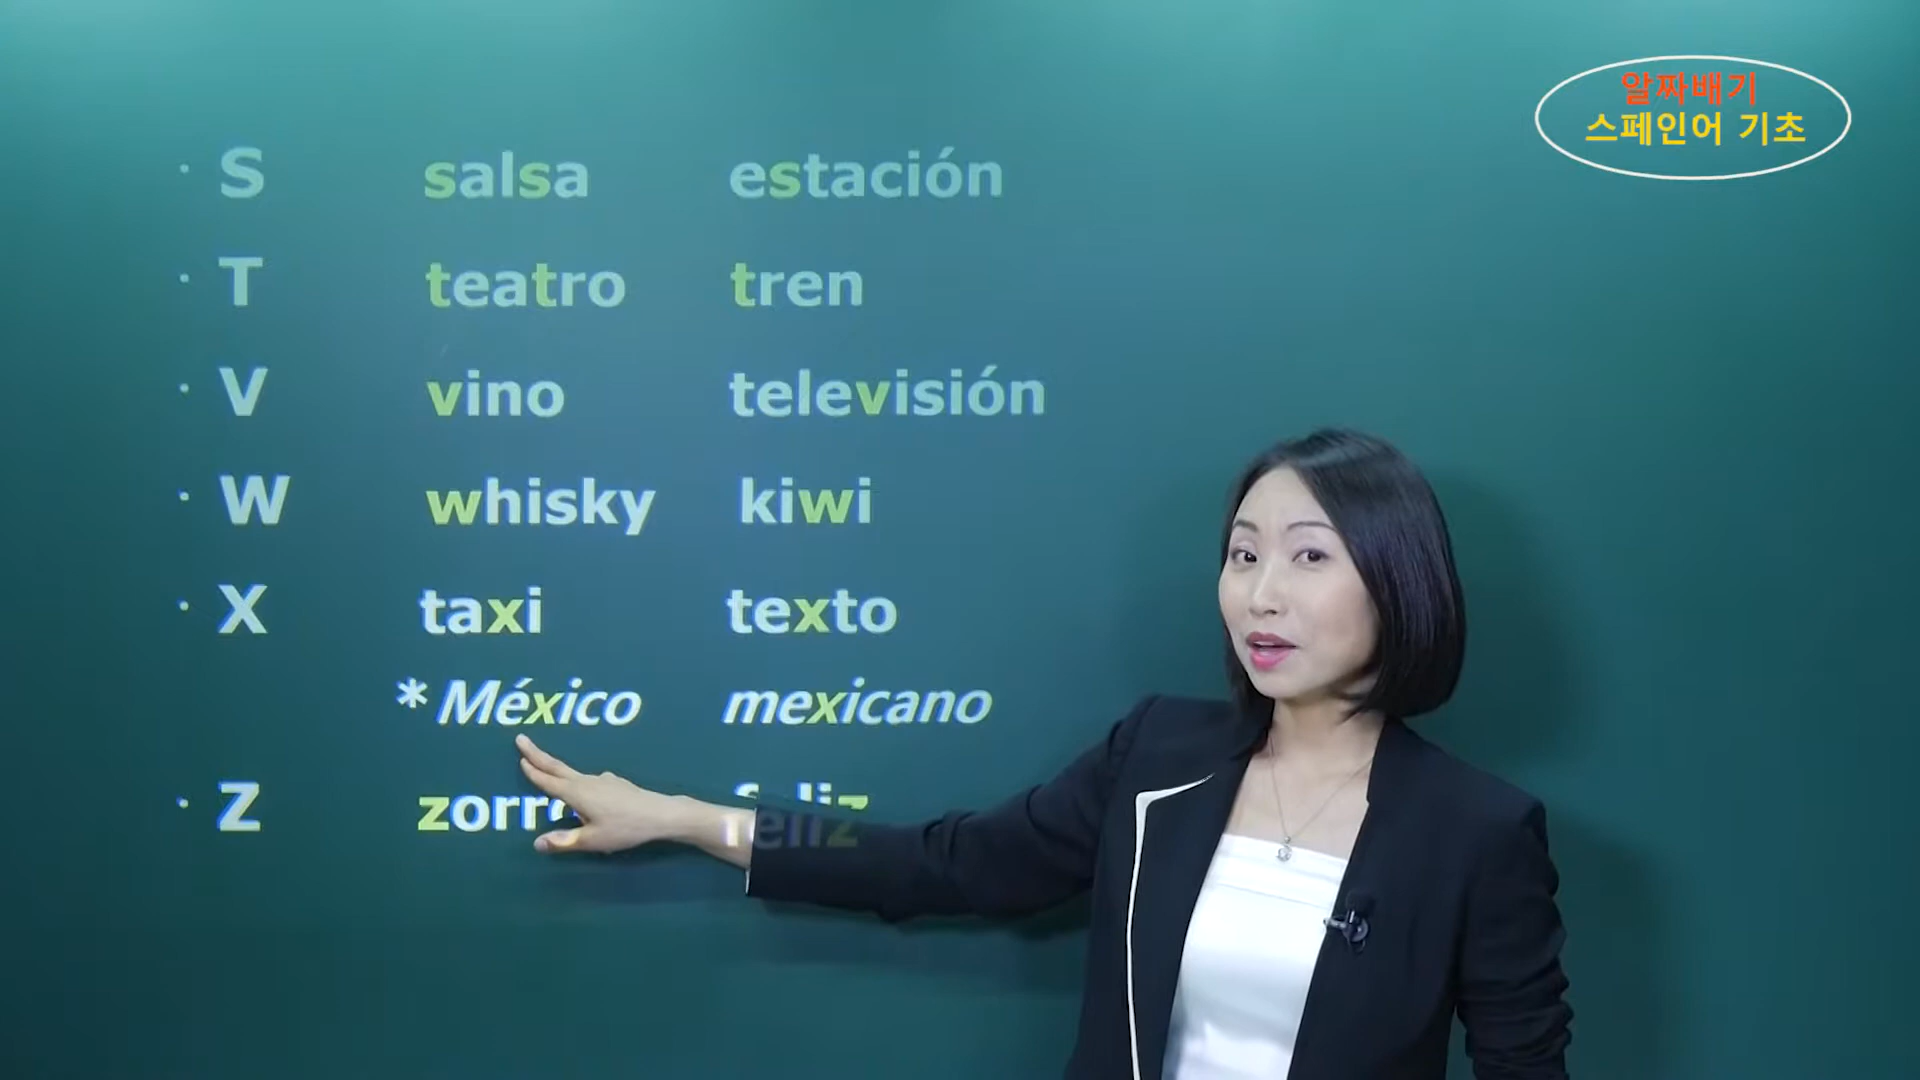 알짜배기
스페인어 기초
· S salsa estación
· T teatro tren
· V vino televisión
· W whisky kiwi
· X taxi texto
* México mexicano
· Z zorro feliz